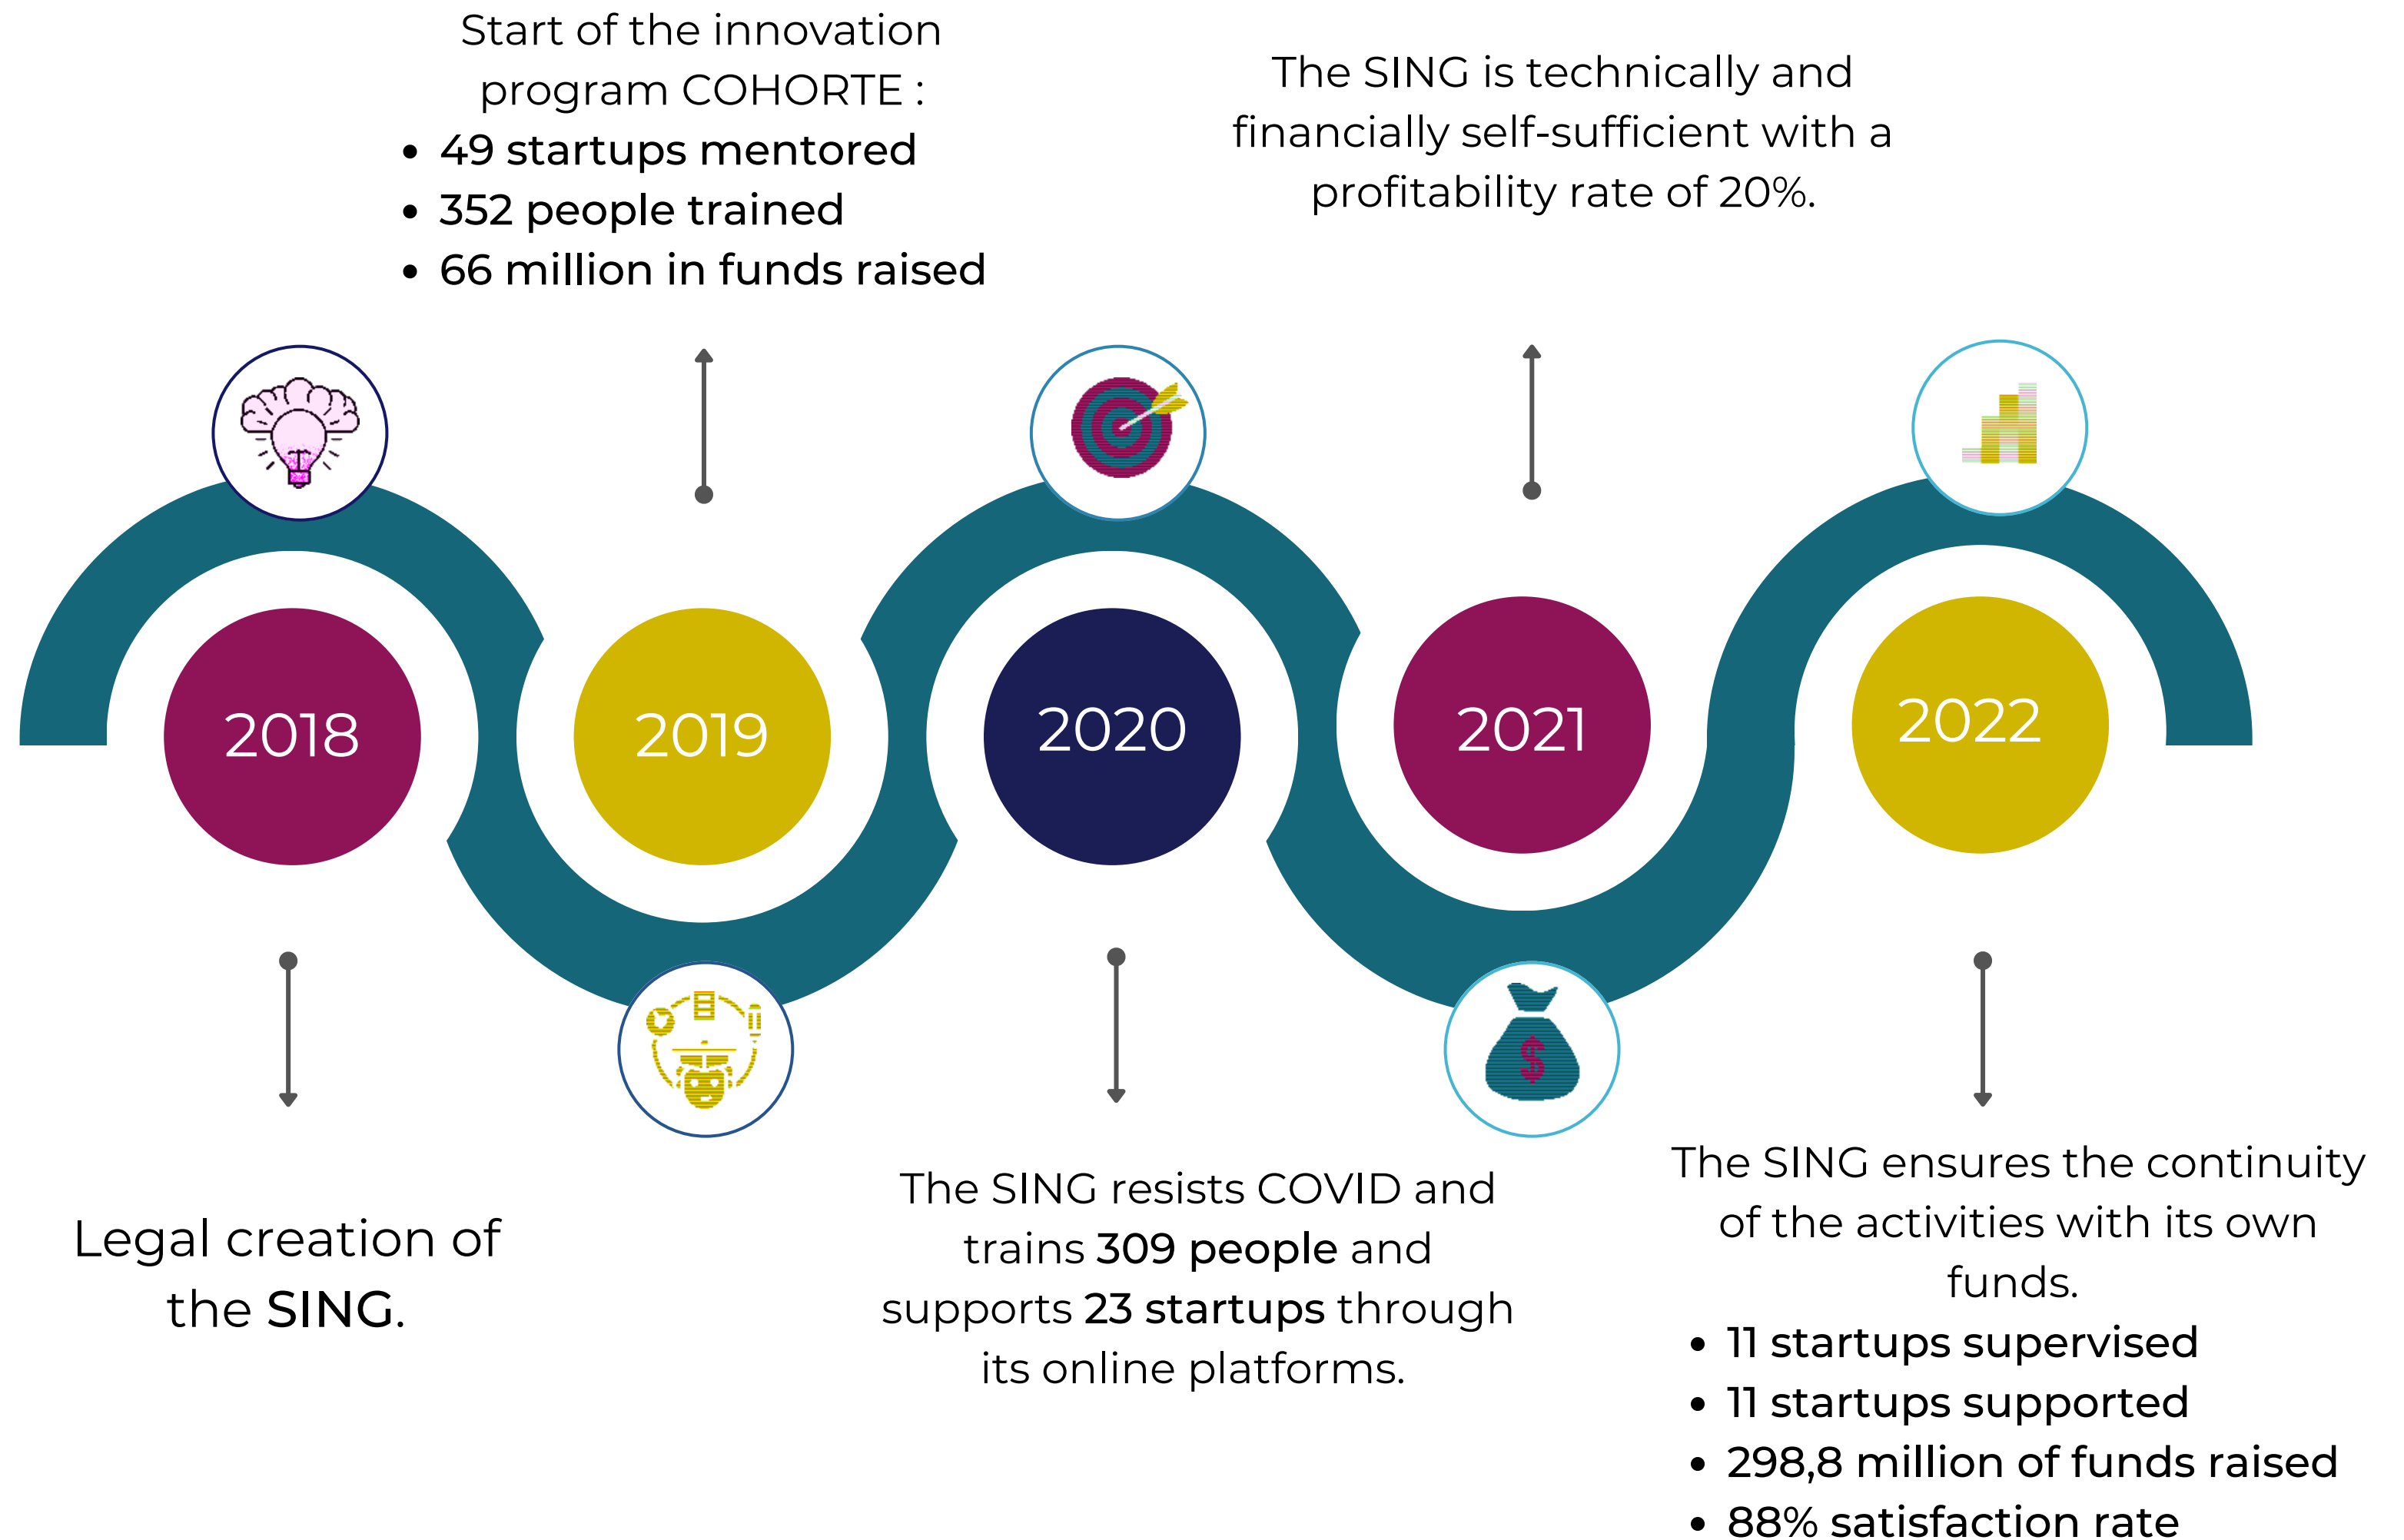 Start of the innovation
program COHORTE :
• 49 startups mentored
• 352 people trained
• 66 million in funds raised
The SING is technically and
financially self-sufficient with a
profitability rate of 20%.
2018
2019
2020
2021
2022
Legal creation of
the SING.
The SING resists COVID and
trains 309 people and
supports 23 startups through
its online platforms.
The SING ensures the continuity
of the activities with its own
funds.
• 11 startups supervised
• 11 startups supported
• 298,8 million of funds raised
• 88% satisfaction rate